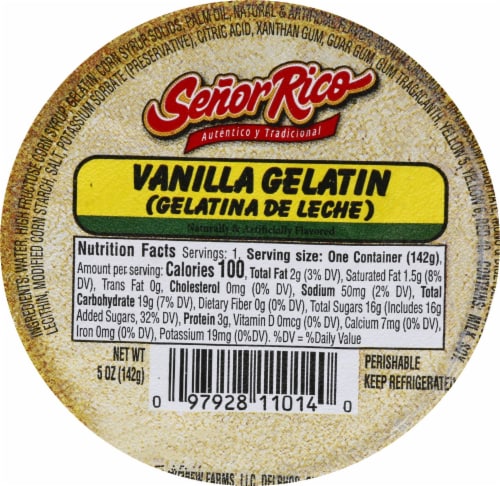 INGREDIENTS: WATER, HIGH FRUCTOSE CORN SYRUP, GELATIN, CORN SYRUP SOLIDS, PALM OIL, NATURAL & ARTIFICIAL
LECITHIN, MODIFIED CORN STARCH, SALT, POTASSIUM SORBATE (PRESERVATIVE), CITRIC ACID, XANTHAN GUM, GUAR GUM, GUM TRAGACANTH, YELLOW 5, YELLOW 6,
Señor Rico
Auténtico y Tradicional
VANILLA GELATIN
(GELATINA DE LECHE)
Naturally & Artificially Flavored
Nutrition Facts Servings: 1, Serving size: One Container (142g),
Amount per serving: Calories 100, Total Fat 2g (3% DV), Saturated Fat 1.5g (8%
DV), Trans Fat 0g, Cholesterol 0mg (0% DV), Sodium 50mg (2% DV), Total
Carbohydrate 19g (7% DV), Dietary Fiber 0g (0% DV), Total Sugars 16g (Includes 16g
Added Sugars, 32% DV), Protein 3g, Vitamin D 0mcg (0% DV), Calcium 7mg (0% DV),
Iron 0mg (0% DV), Potassium 19mg (0%DV). %DV = %Daily Value
NET WT
5 OZ (142g)
PERISHABLE
KEEP REFRIGERATE
0 97928 11014 0
FARMS, LLC, DELPHOS,